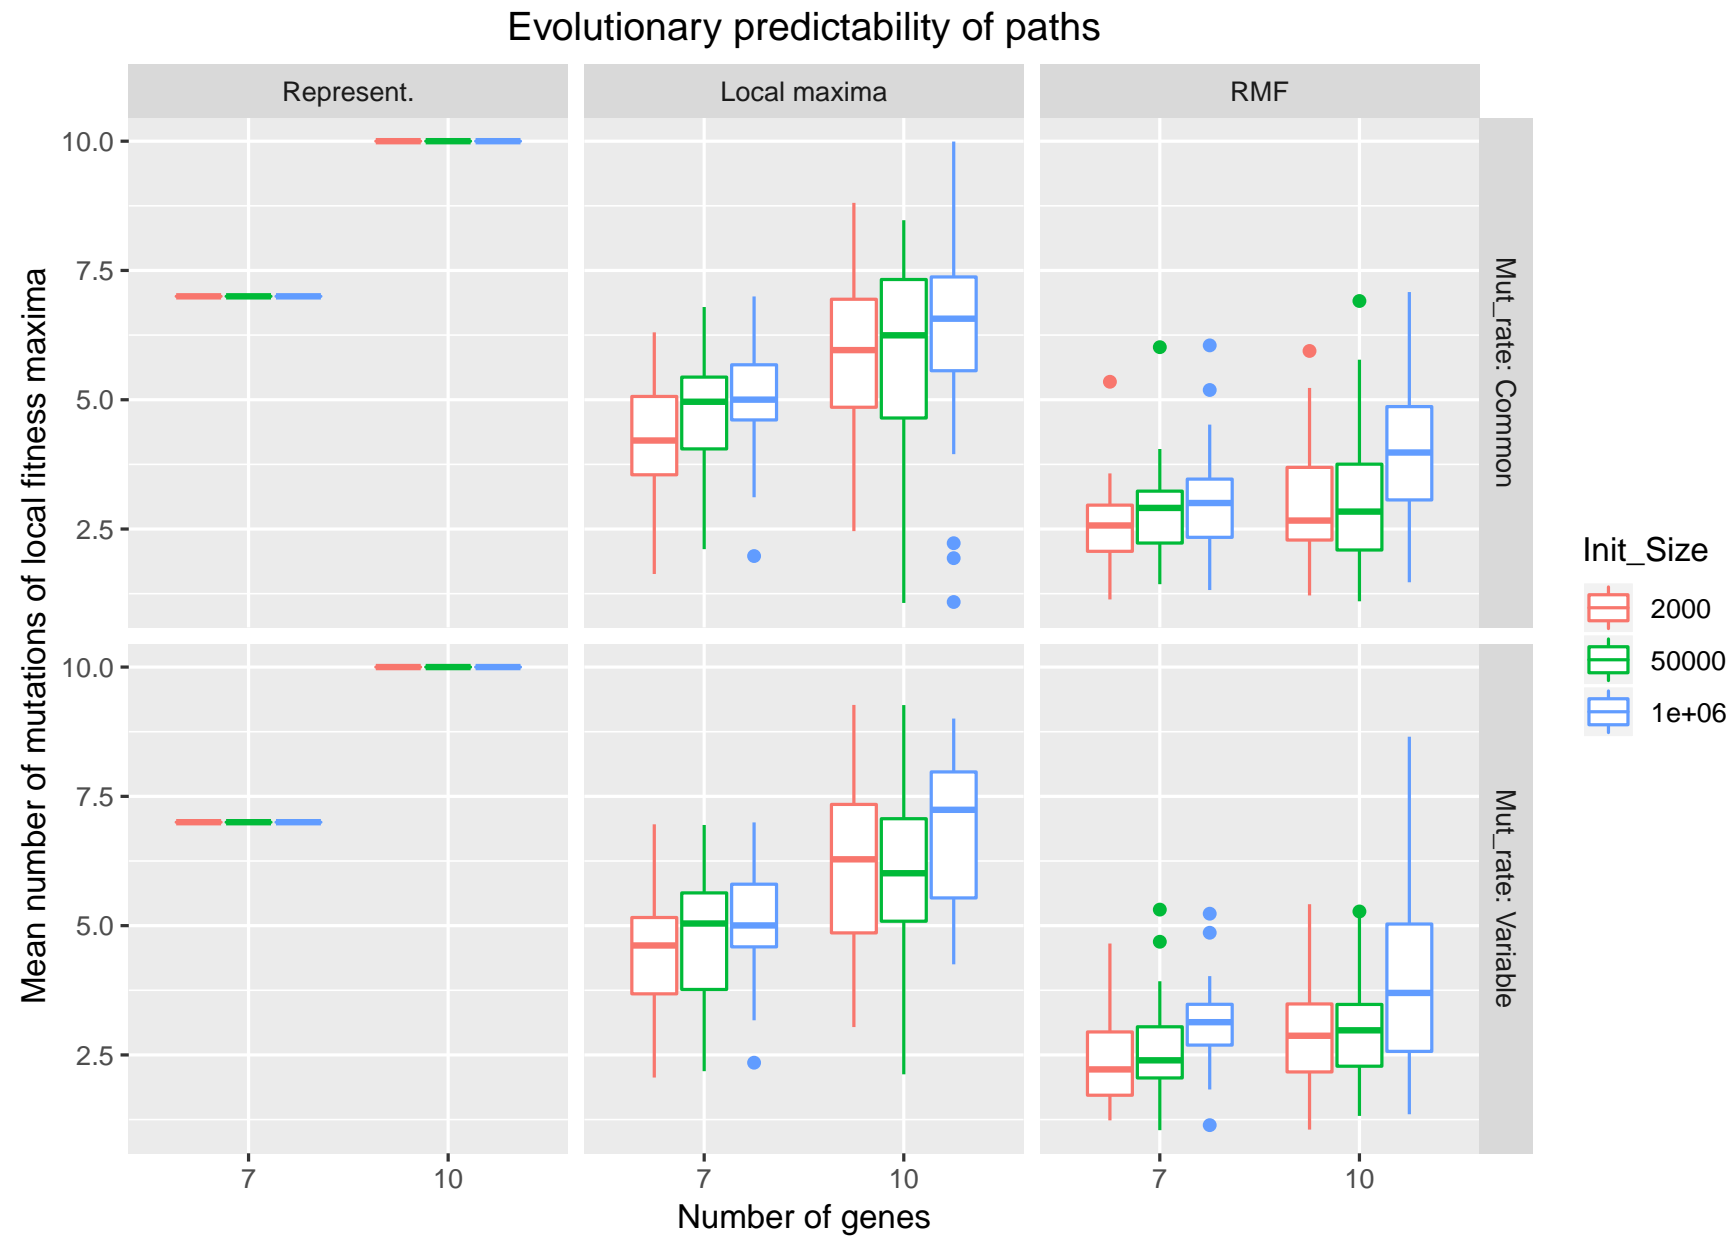 Evolutionary predictability of paths
Represent.
Local maxima
RMF
Mean number of mutations of local fitness maxima
10.0
7.5
5.0
2.5
Mut_rate: Common
10.0
7.5
5.0
2.5
Mut_rate: Variable
7
10
7
10
7
10
Number of genes
Init_Size
2000
50000
1e+06